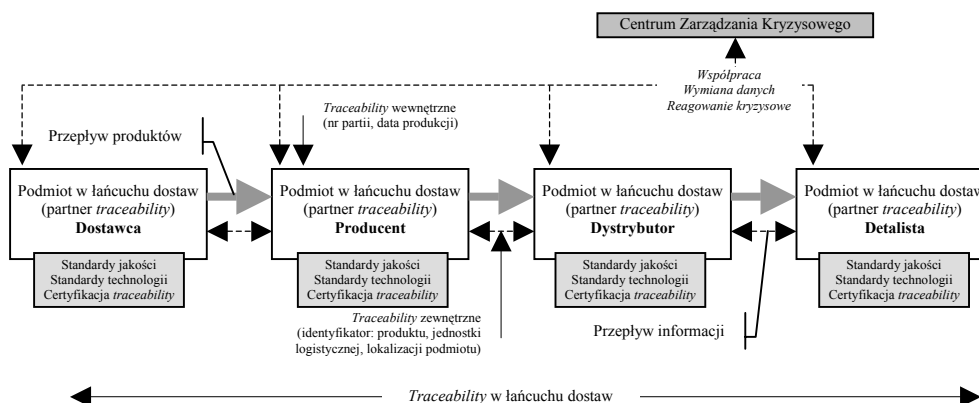 Centrum Zarządzania Kryzysowego
Współpraca
Wymiana danych
Reagowanie kryzysowe
Traceability wewnętrzne
(nr partii, data produkcji)
Przepływ produktów
Podmiot w łańcuchu dostaw
(partner traceability)
Dostawca
Podmiot w łańcuchu dostaw
(partner traceability)
Producent
Podmiot w łańcuchu dostaw
(partner traceability)
Dystrybutor
Podmiot w łańcuchu dostaw
(partner traceability)
Detalista
Standardy jakości
Standardy technologii
Certyfikacja traceability
Standardy jakości
Standardy technologii
Certyfikacja traceability
Standardy jakości
Standardy technologii
Certyfikacja traceability
Standardy jakości
Standardy technologii
Certyfikacja traceability
Traceability zewnętrzne
(identyfikator: produktu, jednostki
logistycznej, lokalizacji podmiotu)
Przepływ informacji
Traceability w łańcuchu dostaw